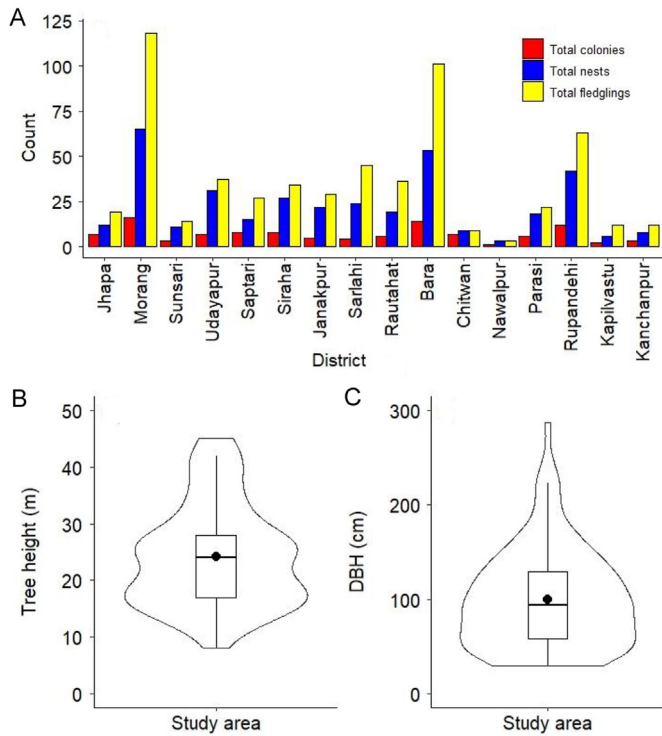 A
125
100
75
50
25
0
Count
Total colonies
Total nests
Total fledglings
Jhapa
Morang
Sunsari
Udayapur
Saptari
Siraha
Janakpur
Sarlahi
Rautahat
Bara
Chitwan
Nawalpur
Parasi
Rupandehi
Kapilvastu
Kanchanpur
District
B
50
40
30
20
10
0
Tree height (m)
Study area
C
300
200
100
0
DBH (cm)
Study area